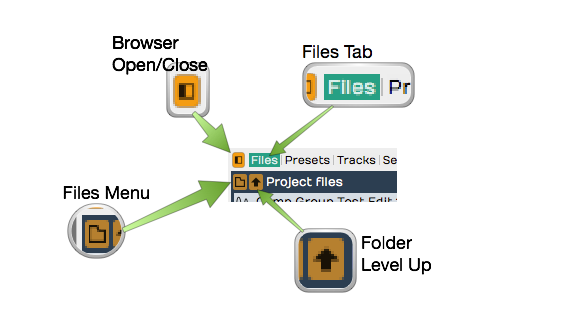 Browser
Open/Close
Files Tab
Files Pr
Files Presets Tracks Se
Project files
Files Menu
Folder
Level Up